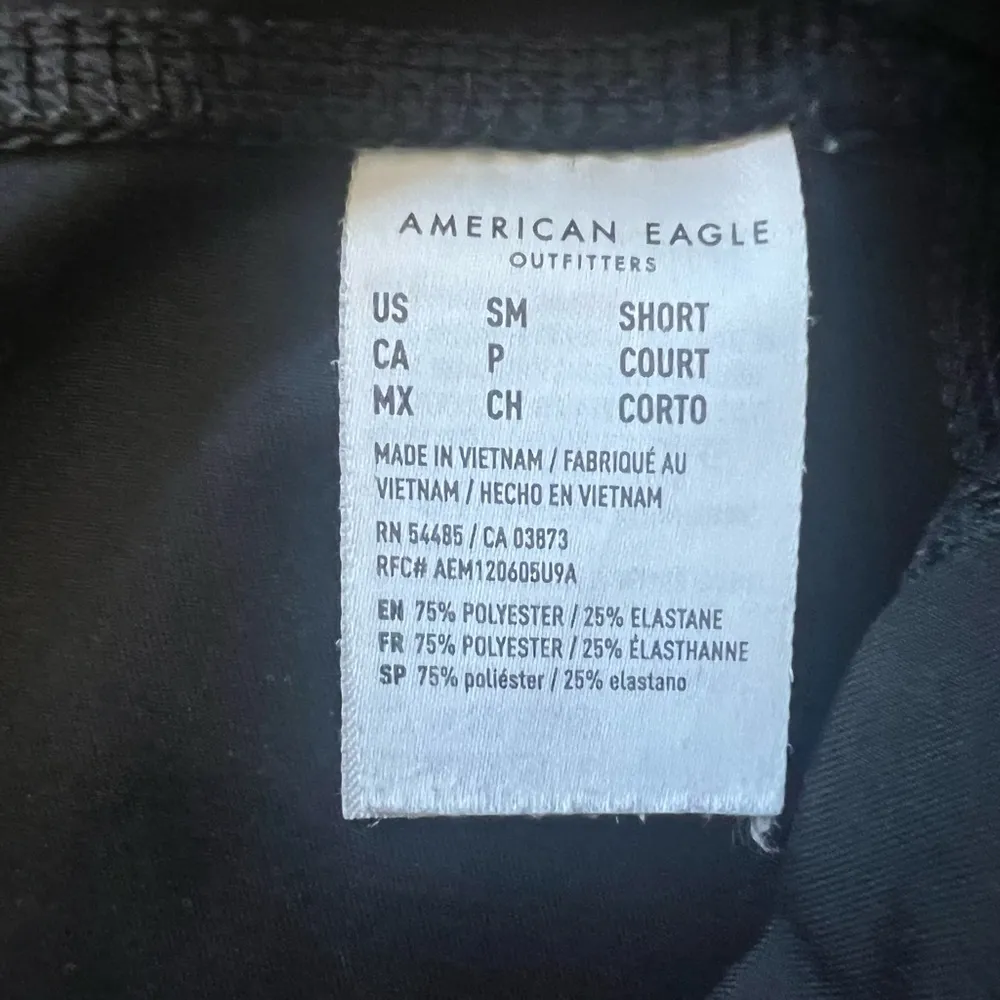 AMERICAN EAGLE
OUTFITTERS
US SM SHORT
CA P COURT
MX CH CORTO
MADE IN VIETNAM / FABRIQUÉ AU
VIETNAM / HECHO EN VIETNAM
RN 54485 / CA 03873
RFC# AEM120605U9A
EN 75% POLYESTER / 25% ELASTANE
FR 75% POLYESTER / 25% ÉLASTHANNE
SP 75% poliéster / 25% elastano